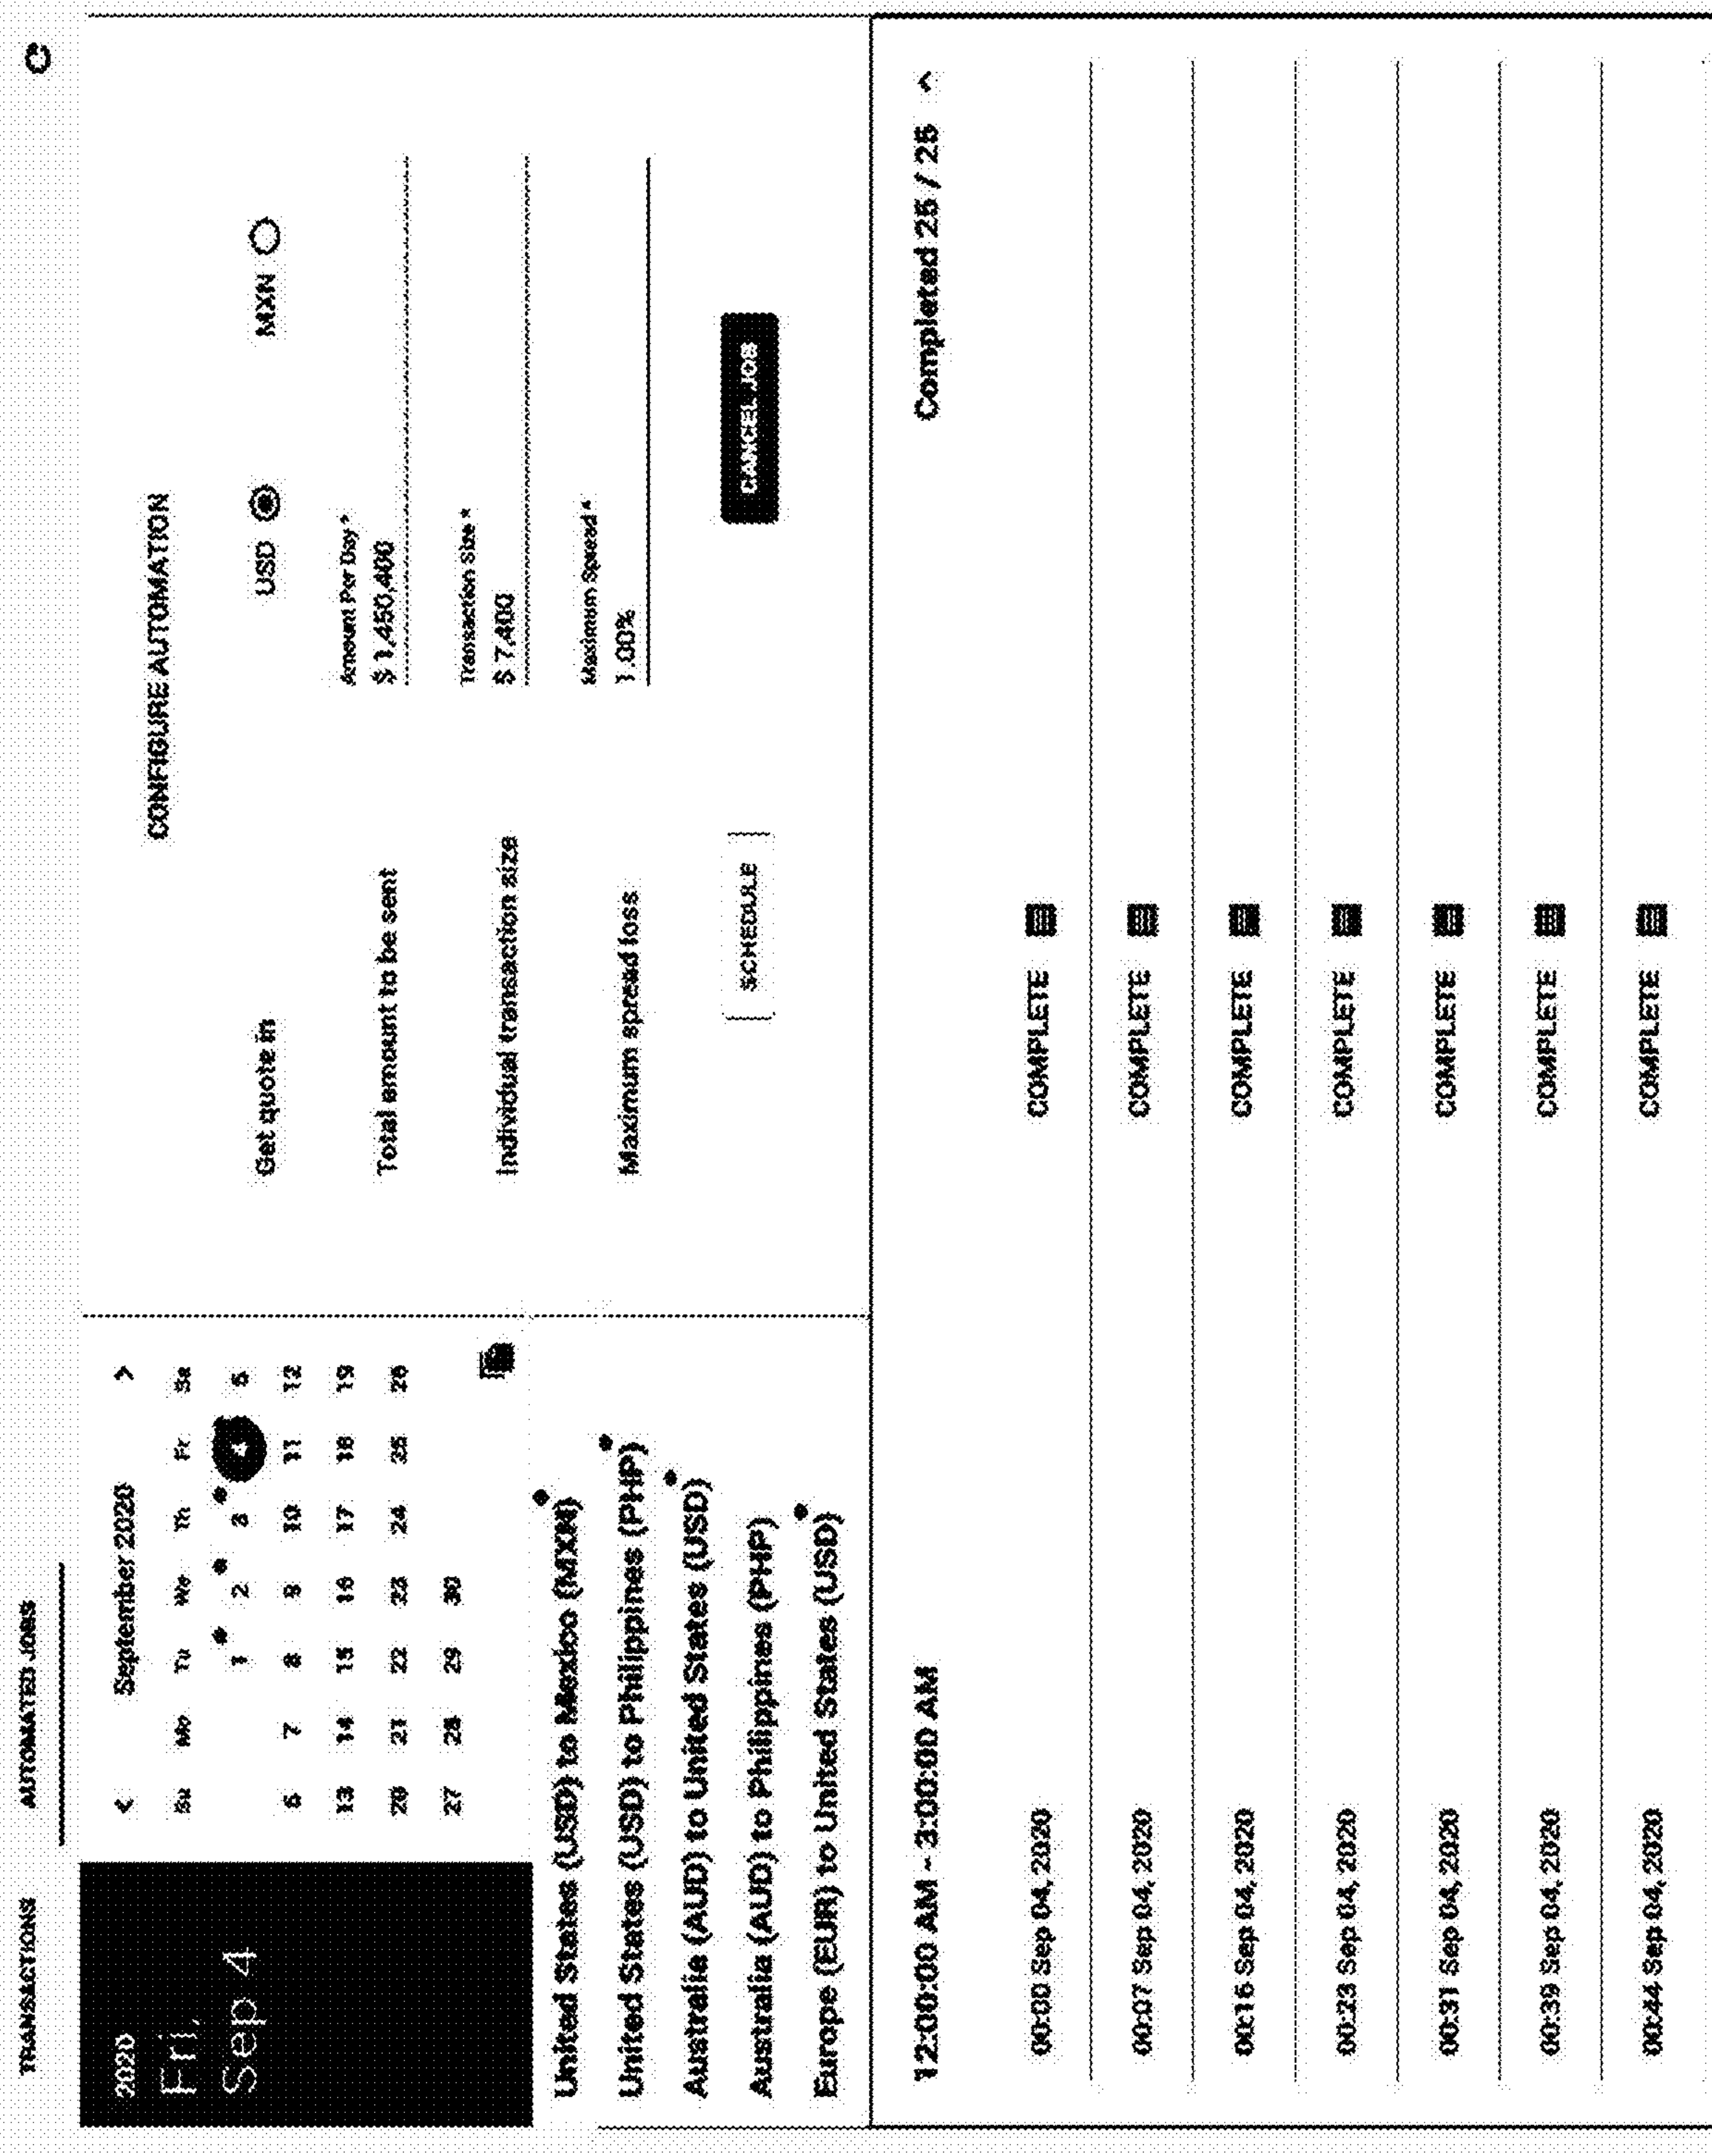 TRANSACTIONS AUTOMATED JOBS
2020
Fri,
Sep 4
< September 2020 >
Su Mo Tu We Th Fr Sa
1 2 3 4 5
6 7 8 9 10 11 12
13 14 15 16 17 18 19
20 21 22 23 24 25 26
27 28 29 30
United States (USD) to Mexico (MXN)
United States (USD) to Philippines (PHP)
Australia (AUD) to United States (USD)
Australia (AUD) to Philippines (PHP)
Europe (EUR) to United States (USD)
CONFIGURE AUTOMATION
Get quote in USD MXN
Amount Per Day *
Total amount to be sent $ 1,450,400
Transaction Size *
Individual transaction size $ 7,400
Maximum Spread *
Maximum spread loss 1.00%
SCHEDULE CANCEL JOB
12:00:00 AM - 3:00:00 AM Completed 25 / 25
00:00 Sep 04, 2020 COMPLETE
00:07 Sep 04, 2020 COMPLETE
00:16 Sep 04, 2020 COMPLETE
00:23 Sep 04, 2020 COMPLETE
00:31 Sep 04, 2020 COMPLETE
00:39 Sep 04, 2020 COMPLETE
00:44 Sep 04, 2020 COMPLETE